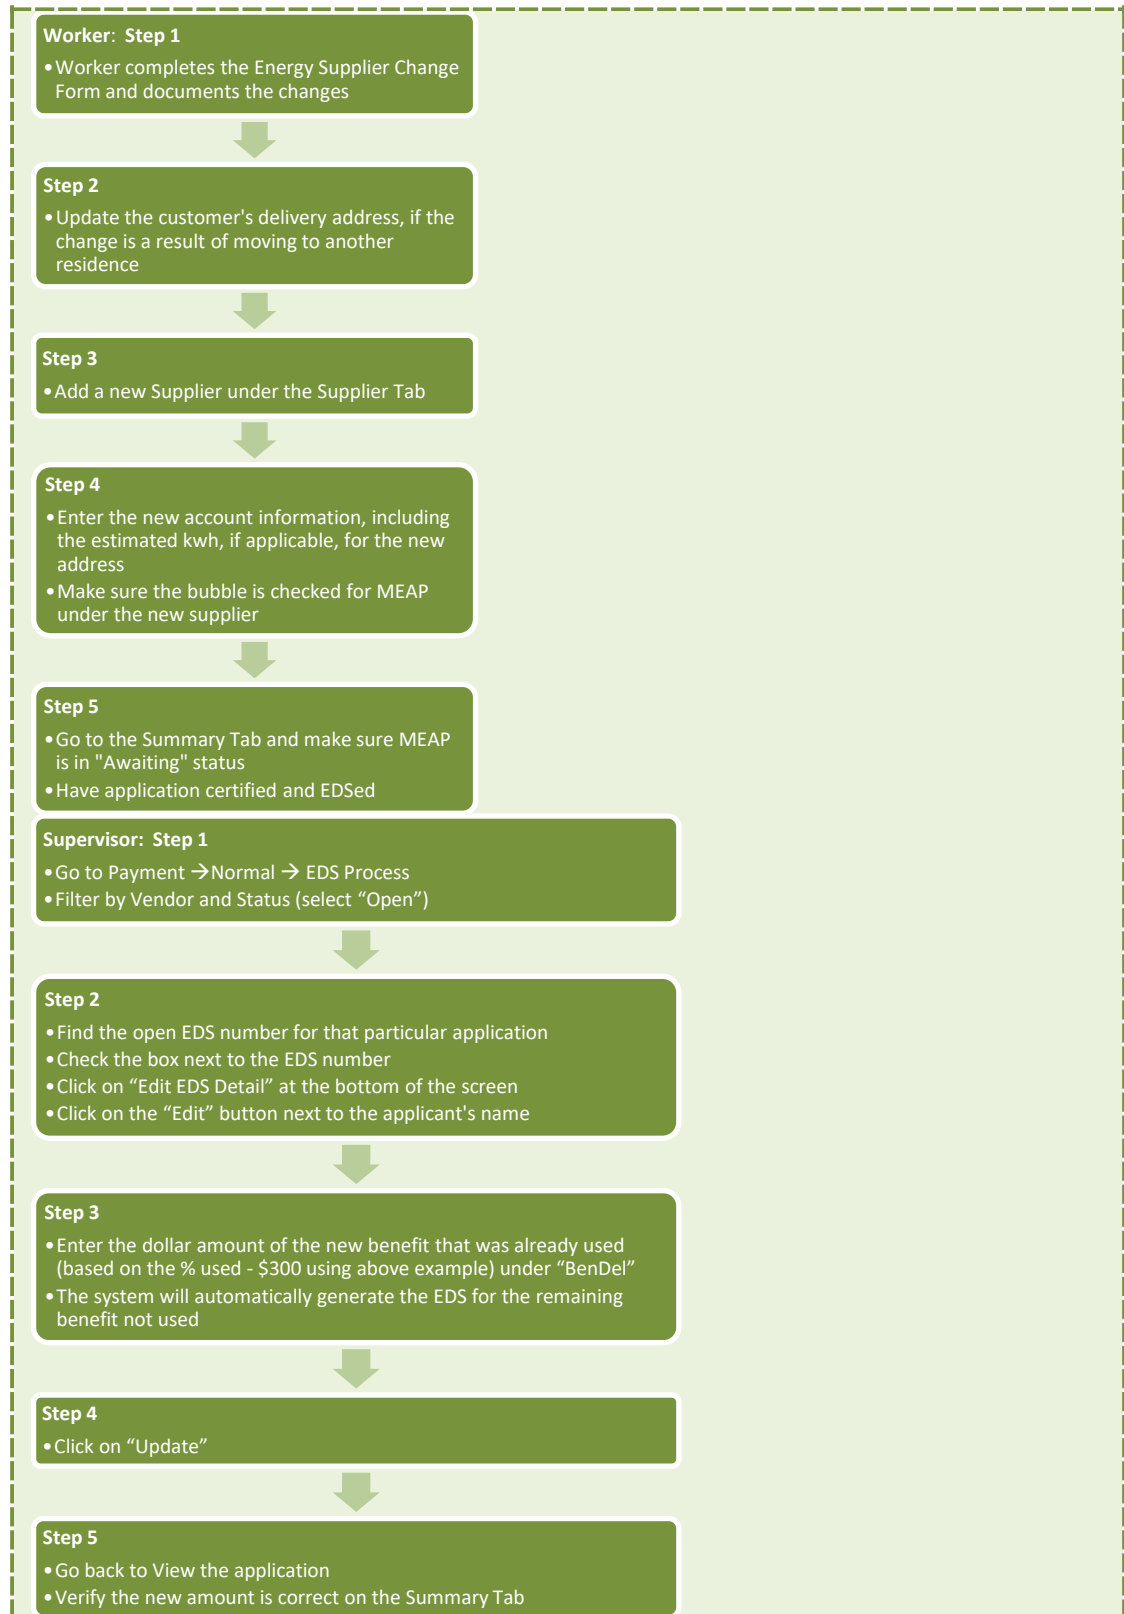 Worker: Step 1
•Worker completes the Energy Supplier Change
Form and documents the changes
Step 2
•Update the customer's delivery address, if the
change is a result of moving to another
residence
Step 3
•Add a new Supplier under the Supplier Tab
Step 4
•Enter the new account information, including
the estimated kwh, if applicable, for the new
address
•Make sure the bubble is checked for MEAP
under the new supplier
Step 5
•Go to the Summary Tab and make sure MEAP
is in "Awaiting" status
•Have application certified and EDSed
Supervisor: Step 1
•Go to Payment →Normal → EDS Process
•Filter by Vendor and Status (select “Open”)
Step 2
•Find the open EDS number for that particular application
•Check the box next to the EDS number
•Click on “Edit EDS Detail” at the bottom of the screen
•Click on the “Edit” button next to the applicant's name
Step 3
•Enter the dollar amount of the new benefit that was already used
(based on the % used - $300 using above example) under “BenDel”
•The system will automatically generate the EDS for the remaining
benefit not used
Step 4
•Click on “Update”
Step 5
•Go back to View the application
•Verify the new amount is correct on the Summary Tab